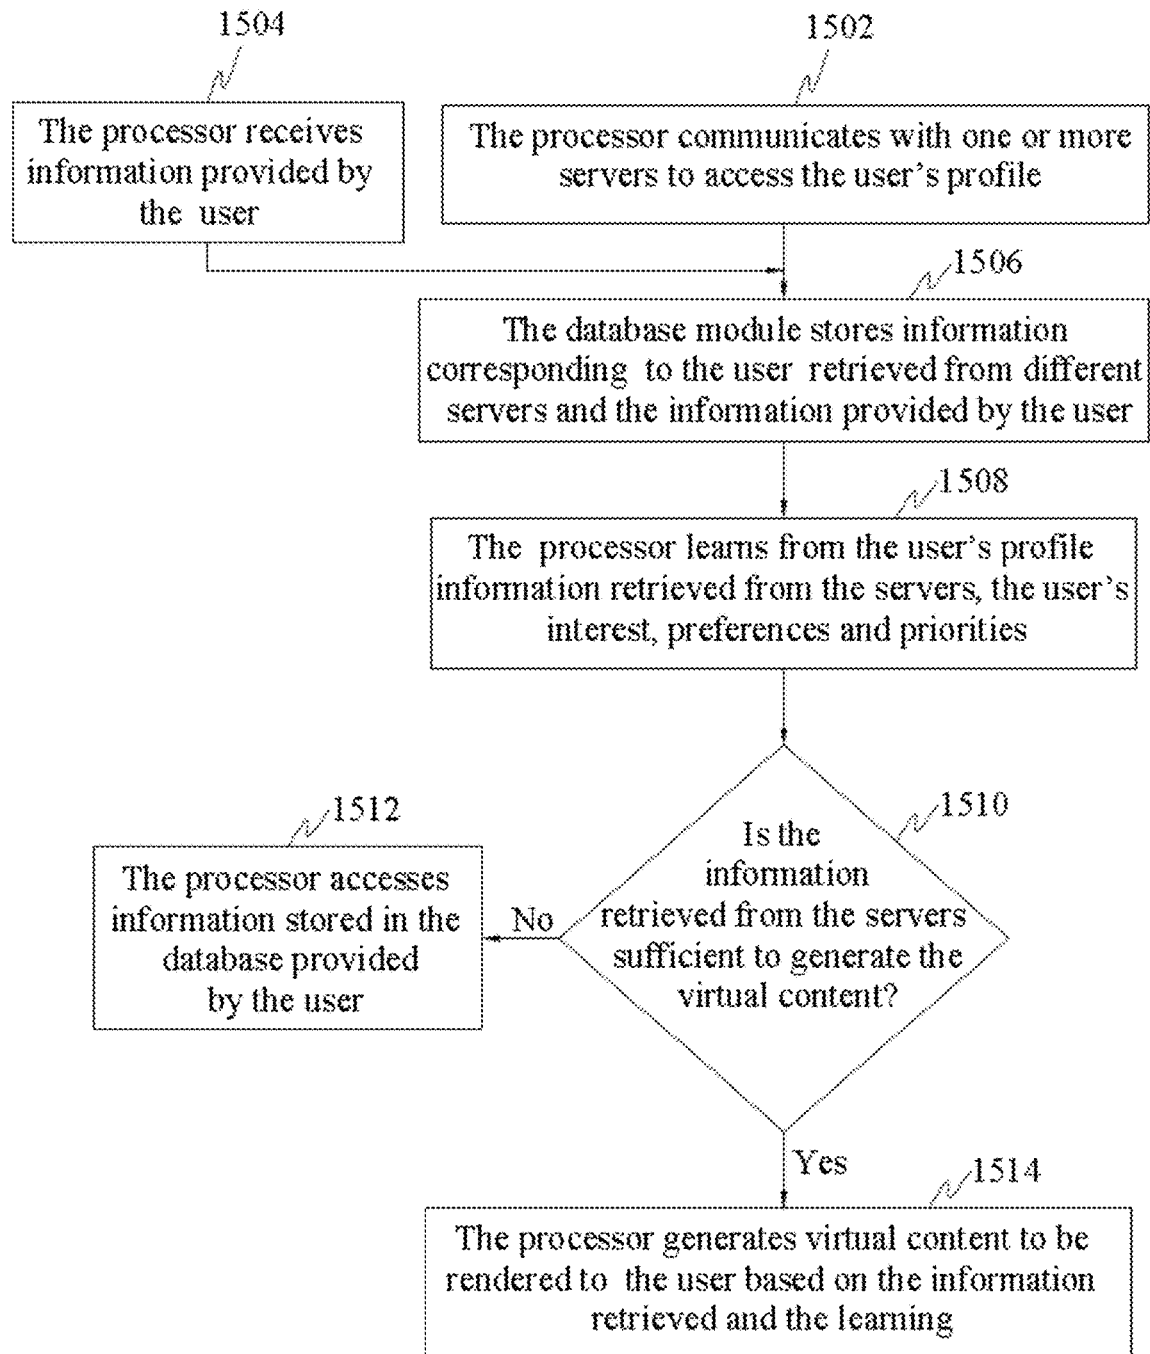 1504
1502
The processor receives
information provided by
the user
The processor communicates with one or more
servers to access the user's profile
1506
The database module stores information
corresponding to the user retrieved from different
servers and the information provided by the user
1508
The processor learns from the user's profile
information retrieved from the servers, the user's
interest, preferences and priorities
1510
Is the
information
retrieved from the servers
sufficient to generate the
virtual content?
1512
The processor accesses
information stored in the
database provided
by the user
No
Yes
1514
The processor generates virtual content to be
rendered to the user based on the information
retrieved and the learning